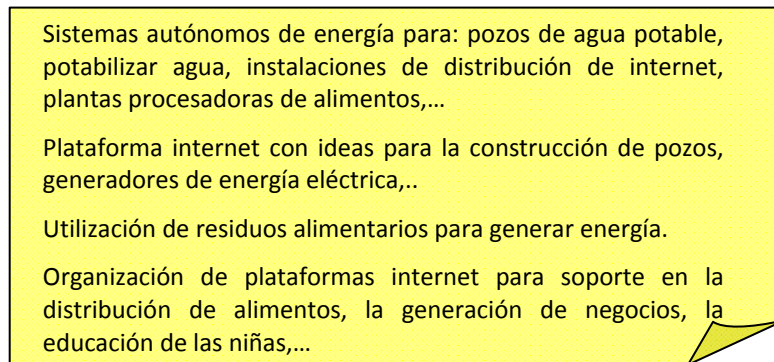 Sistemas autónomos de energía para: pozos de agua potable,
potabilizar agua, instalaciones de distribución de internet,
plantas procesadoras de alimentos,...
Plataforma internet con ideas para la construcción de pozos,
generadores de energía eléctrica,..
Utilización de residuos alimentarios para generar energía.
Organización de plataformas internet para soporte en la
distribución de alimentos, la generación de negocios, la
educación de las niñas,...